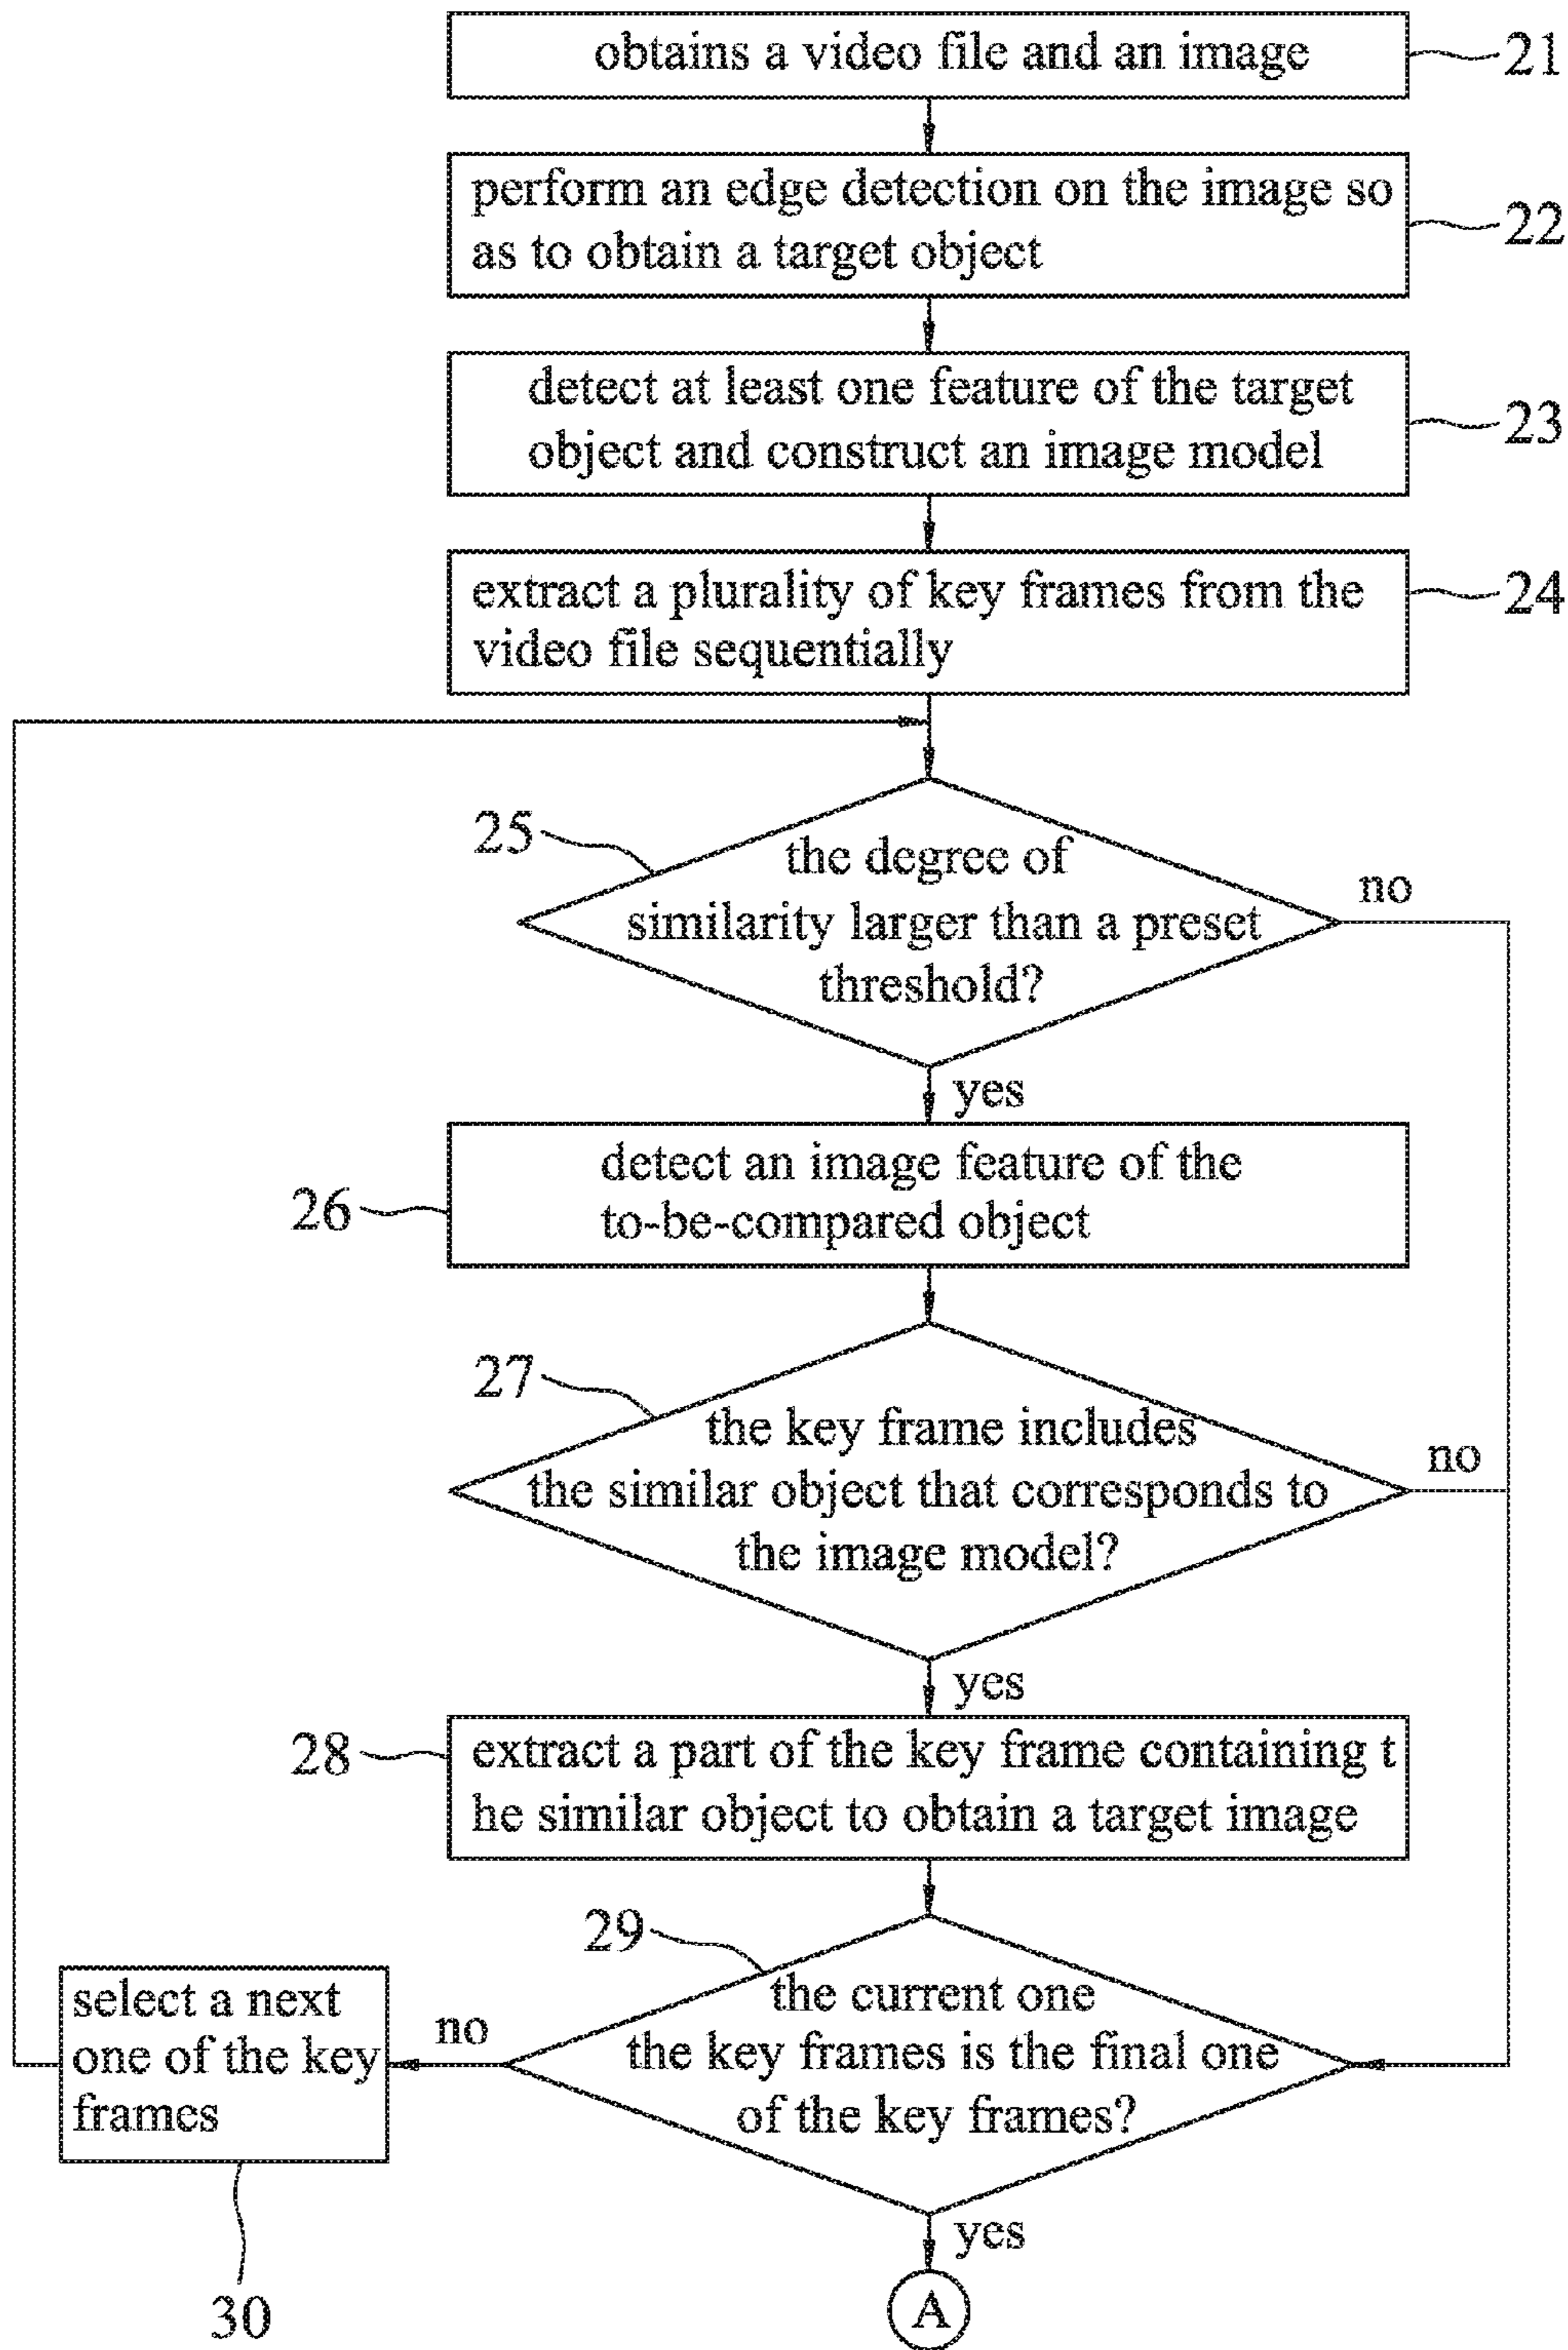 obtains a video file and an image
21
perform an edge detection on the image so
as to obtain a target object
22
detect at least one feature of the target
object and construct an image model
23
extract a plurality of key frames from the
video file sequentially
24
25
the degree of
similarity larger than a preset
threshold?
no
yes
detect an image feature of the
to-be-compared object
26
27
the key frame includes
the similar object that corresponds to
the image model?
no
yes
28
extract a part of the key frame containing t
he similar object to obtain a target image
29
the current one
the key frames is the final one
of the key frames?
no
select a next
one of the key
frames
30
yes
A